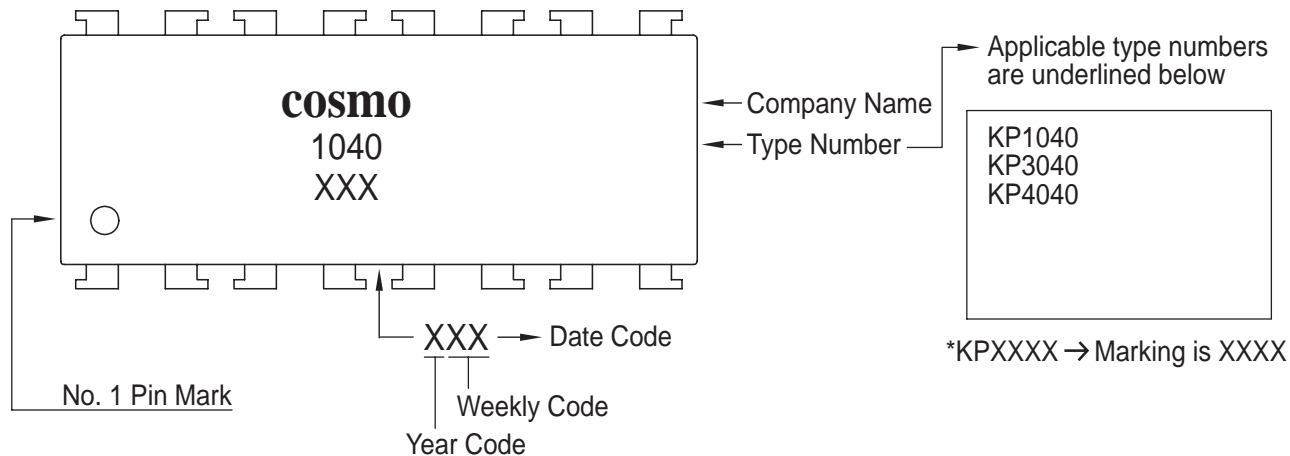 cosmo
1040
XXX
Company Name
Type Number
Applicable type numbers
are underlined below
KP1040
KP3040
KP4040
*KPXXXX → Marking is XXXX
XXX → Date Code
No. 1 Pin Mark
Weekly Code
Year Code